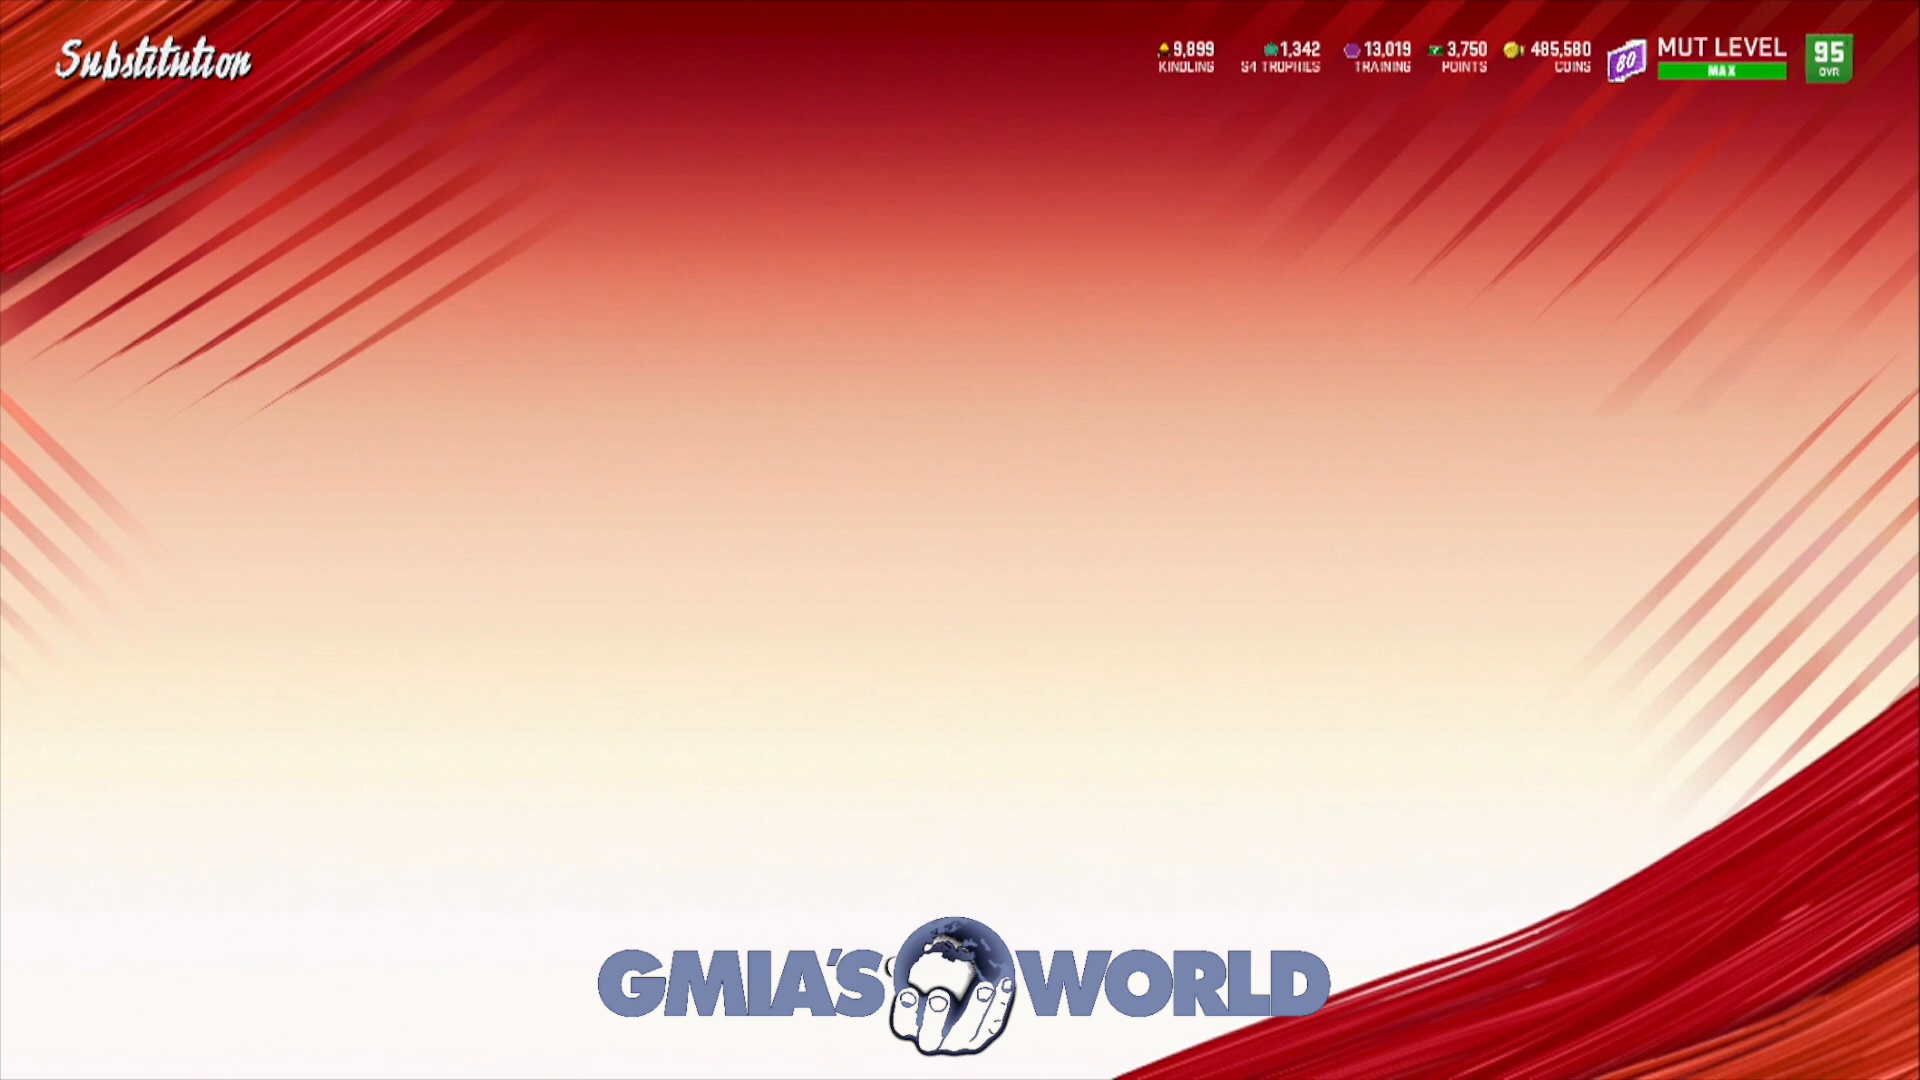 Substitution
9,899 KINDLING
1,342 S4 TROPHIES
13,019 TRAINING
3,750 POINTS
485,580 COINS
80
MUT LEVEL
MAX
95
OVR
GMIA'S WORLD